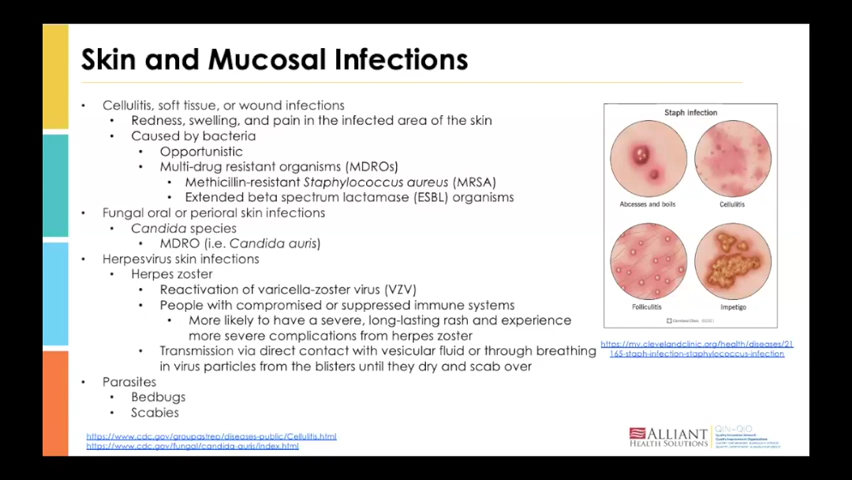 Skin and Mucosal Infections
• Cellulitis, soft tissue, or wound infections
• Redness, swelling, and pain in the infected area of the skin
• Caused by bacteria
• Opportunistic
• Multi-drug resistant organisms (MDROs)
• Methicillin-resistant Staphylococcus aureus (MRSA)
• Extended beta spectrum lactamase (ESBL) organisms
• Fungal oral or perioral skin infections
• Candida species
• MDRO (i.e. Candida auris)
• Herpesvirus skin infections
• Herpes zoster
• Reactivation of varicella-zoster virus (VZV)
• People with compromised or suppressed immune systems
• More likely to have a severe, long-lasting rash and experience
more severe complications from herpes zoster
• Transmission via direct contact with vesicular fluid or through breathing
in virus particles from the blisters until they dry and scab over
• Parasites
• Bedbugs
• Scabies
https://www.cdc.gov/groupastrep/diseases-public/Cellulitis.html
https://www.cdc.gov/fungal/candida-auris/index.html
Staph infection
Abcesses and boils
Cellulitis
Folliculitis
Impetigo
Cleveland Clinic
https://my.clevelandclinic.org/health/diseases/21
165-staph-infection-staphylococcus-infection
ALLIANT
HEALTH SOLUTIONS
QIN-QIO